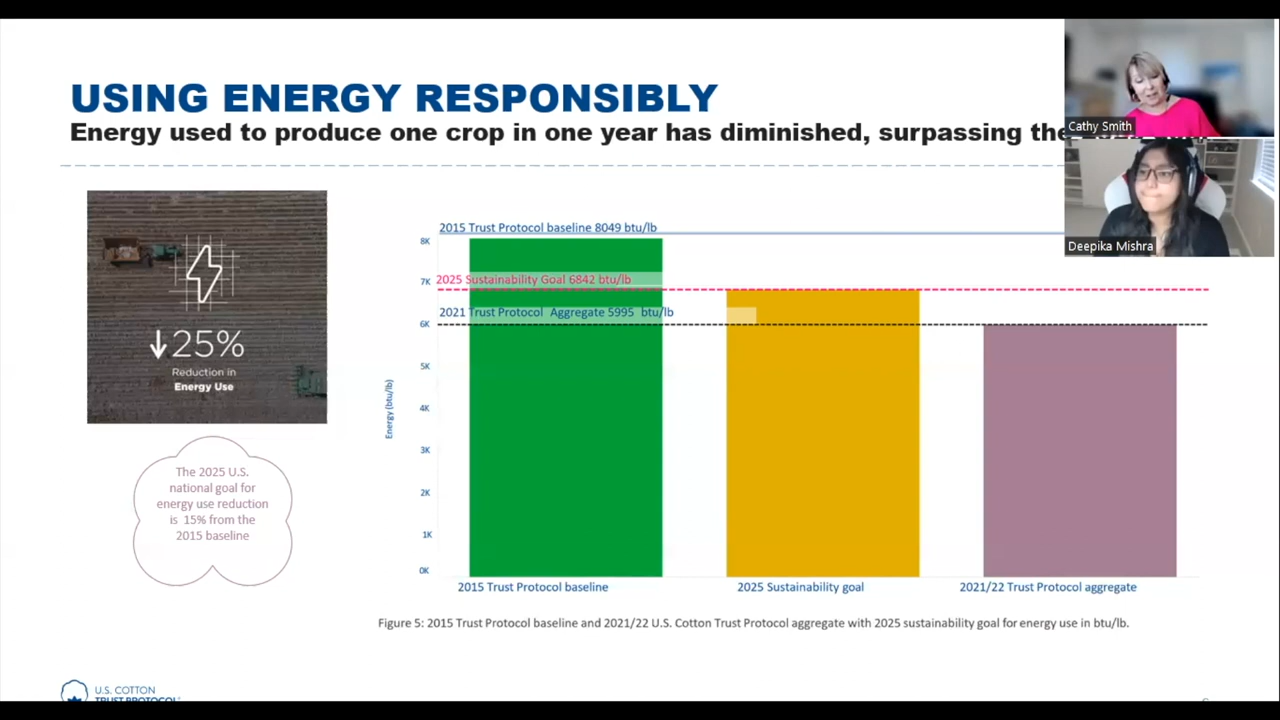 USING ENERGY RESPONSIBLY
Energy used to produce one crop in one year has diminished, surpassing the
Cathy Smith
Deepika Mishra
↓25%
Reduction in
Energy Use
The 2025 U.S.
national goal for
energy use reduction
is 15% from the
2015 baseline
2015 Trust Protocol baseline 8049 btu/lb
2025 Sustainability Goal 6842 btu/lb
2021 Trust Protocol Aggregate 5995 btu/lb
Energy (btu/lb)
8K
7K
6K
5K
4K
3K
2K
1K
0K
2015 Trust Protocol baseline
2025 Sustainability goal
2021/22 Trust Protocol aggregate
Figure 5: 2015 Trust Protocol baseline and 2021/22 U.S. Cotton Trust Protocol aggregate with 2025 sustainability goal for energy use in btu/lb.
U.S. COTTON
TRUST PROTOCOL